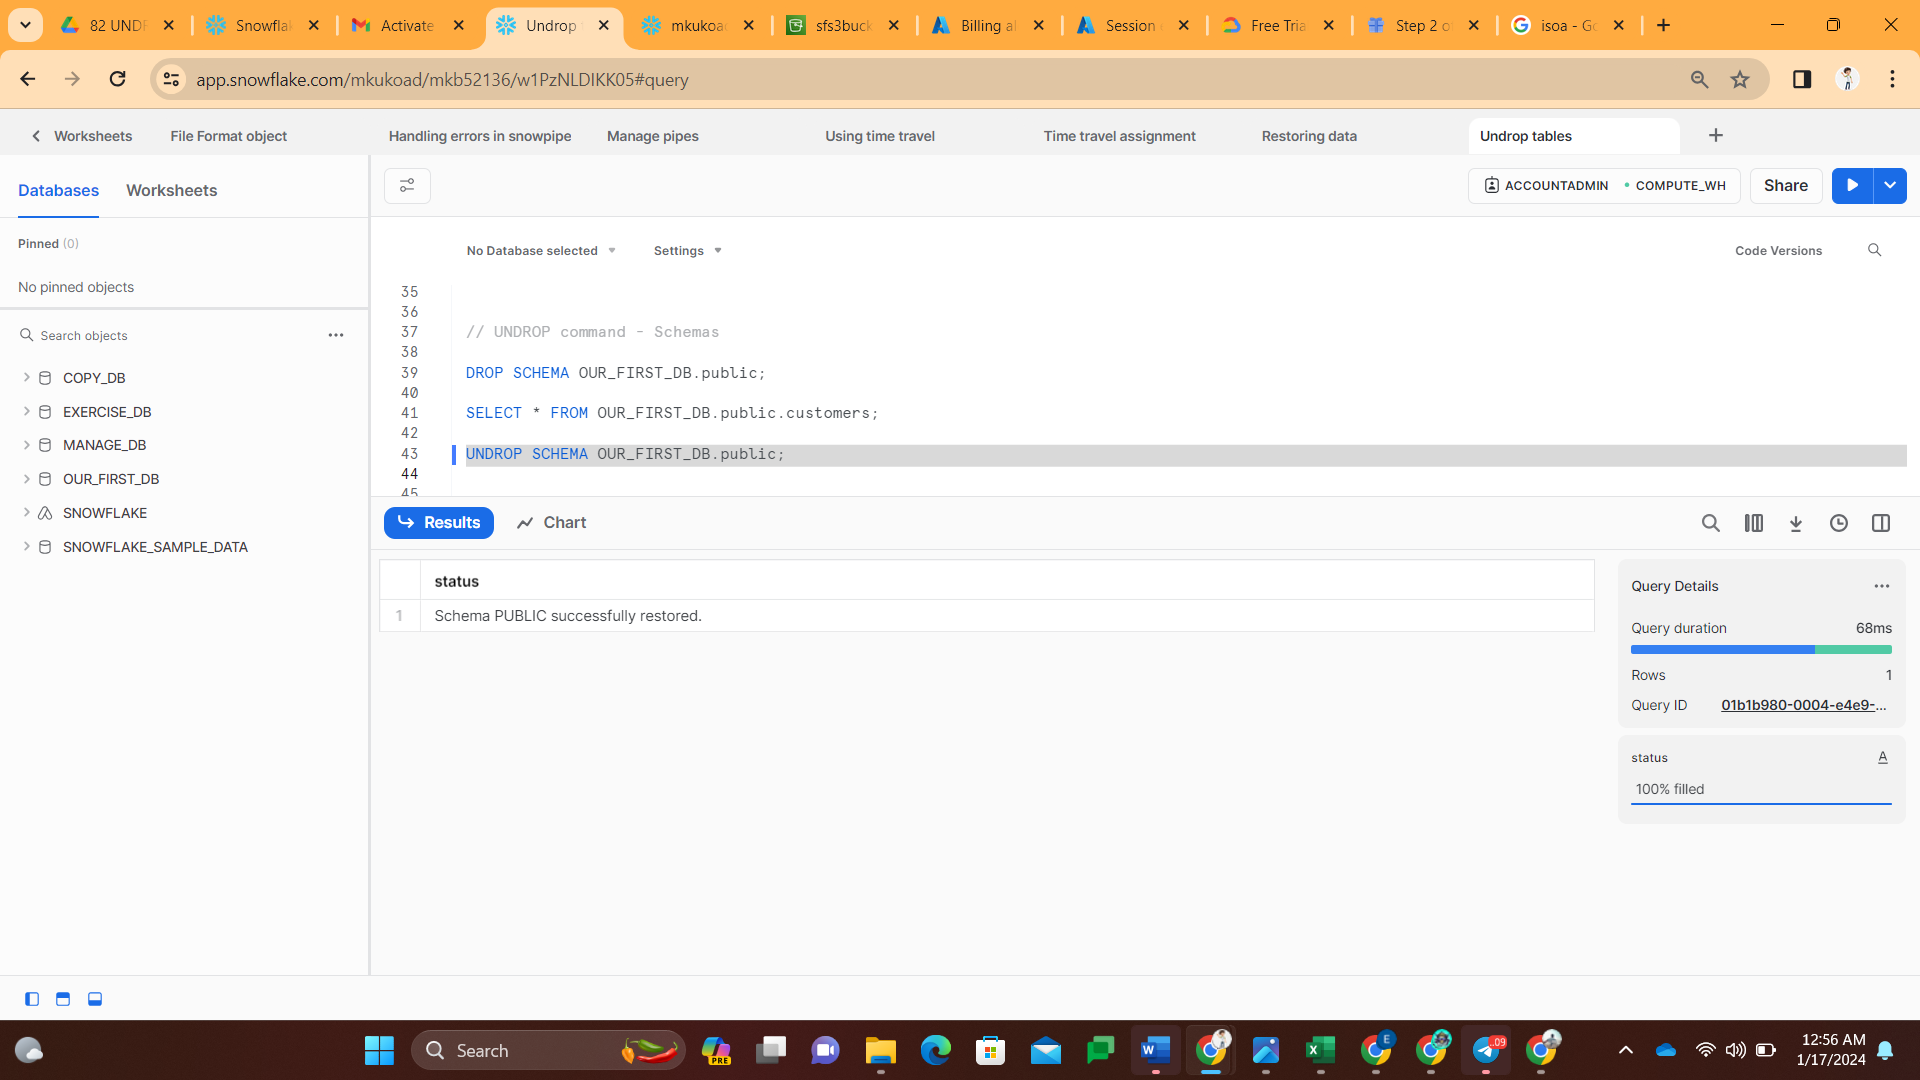 82 UNDR
Snowflak
Activate
Undrop
mkukoad
sfs3buck
Billing al
Session
Free Tria
Step 2 o
isoa - Go
app.snowflake.com/mkukoad/mkb52136/w1PzNLDIKK05#query
Worksheets
File Format object
Handling errors in snowpipe
Manage pipes
Using time travel
Time travel assignment
Restoring data
Undrop tables
Databases
Worksheets
ACCOUNTADMIN
COMPUTE_WH
Share
Pinned (0)
No pinned objects
No Database selected
Settings
Code Versions
Search objects
COPY_DB
EXERCISE_DB
MANAGE_DB
OUR_FIRST_DB
SNOWFLAKE
SNOWFLAKE_SAMPLE_DATA
35
36
37 // UNDROP command - Schemas
38
39 DROP SCHEMA OUR_FIRST_DB.public;
40
41 SELECT * FROM OUR_FIRST_DB.public.customers;
42
43 UNDROP SCHEMA OUR_FIRST_DB.public;
44
45
Results
Chart
status
1 Schema PUBLIC successfully restored.
Query Details
Query duration 68ms
Rows 1
Query ID 01b1b980-0004-e4e9-...
status A
100% filled
Search
PRE
W
X
E
.09
12:56 AM
1/17/2024